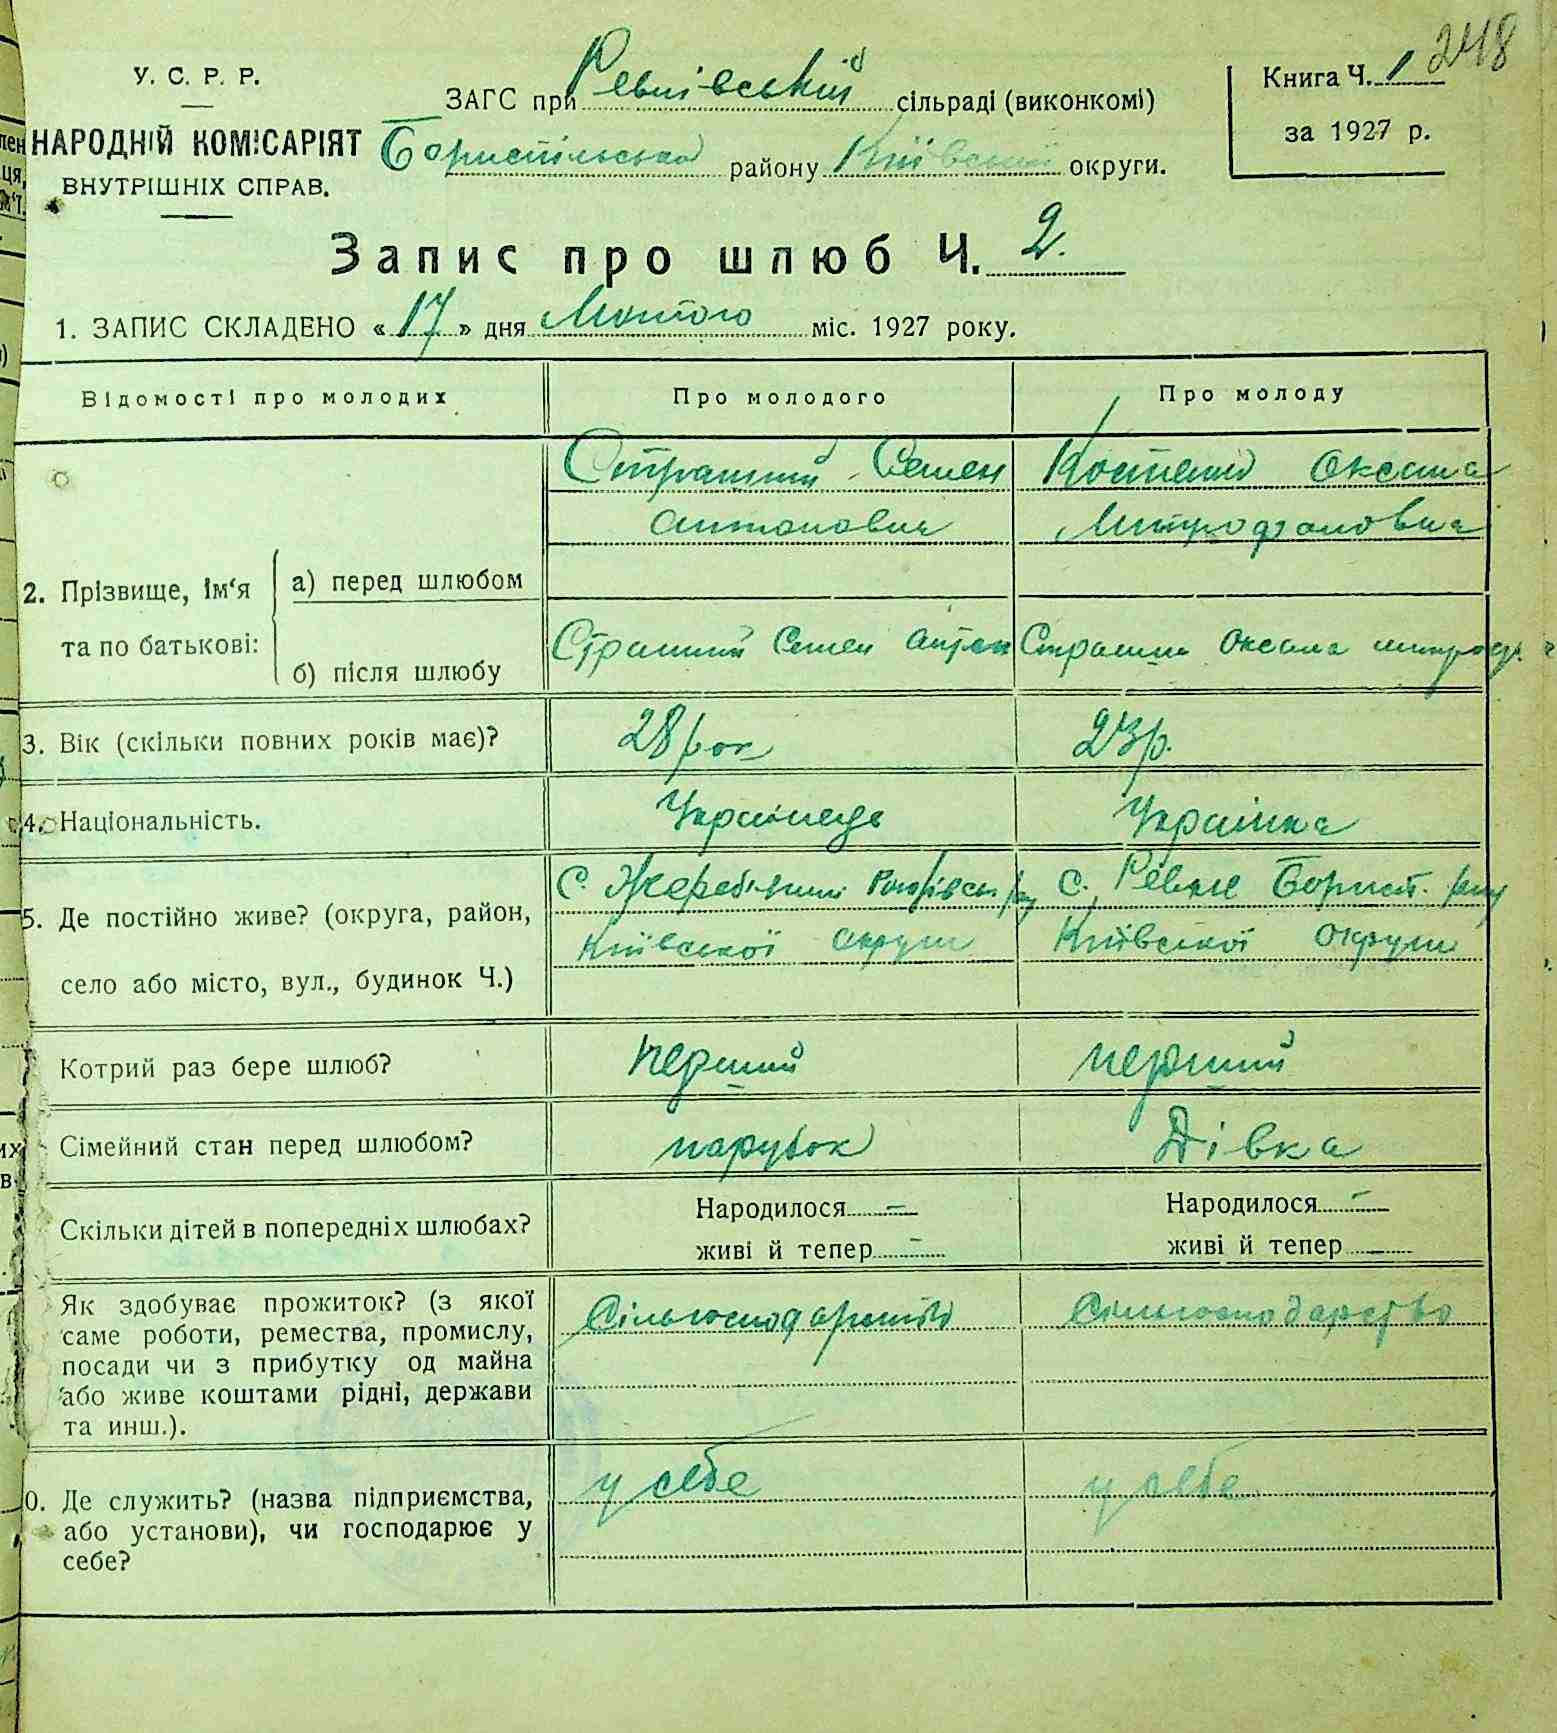 248
У. С. Р. Р.
НАРОДНІЙ КОМІСАРІЯТ
ВНУТРІШНІХ СПРАВ.
ЗАГС при Ревнівській сільраді (виконкомі)
Бориспільська району Київський округи.
Книга Ч. 1
за 1927 р.
Запис про шлюб Ч. 2.
1. ЗАПИС СКЛАДЕНО «17» дня Лютого міс. 1927 року.
Відомості про молодих Про молодого Про молоду
2. Прізвище, ім‘я та по батькові:
а) перед шлюбом
Страшний Семен
Антонович
Костенко Оксана
Митрофановна
б) після шлюбу
Страшний Семен Антон
Страшна Оксана
3. Вік (скільки повних років має)? 28 рок 23 р.
4. Національність. Українець Українка
5. Де постійно живе? (округа, район,
село або місто, вул., будинок Ч.)
С. Жеребятин
Київської округи
С. Ревне Борисп. рну
Київської округи
Котрий раз бере шлюб? перший перший
Сімейний стан перед шлюбом? парубок Дівка
Скільки дітей в попередніх шлюбах? Народилося — Народилося —
живі й тепер — живі й тепер —
Як здобуває прожиток? (з якої
саме роботи, ремества, промислу,
посади чи з прибутку од майна
або живе коштами рідні, держави
та инш.).
Сільгосподарство Сільгосподарство
0. Де служить? (назва підприємства,
або установи), чи господарює у
себе?
у себе у себе